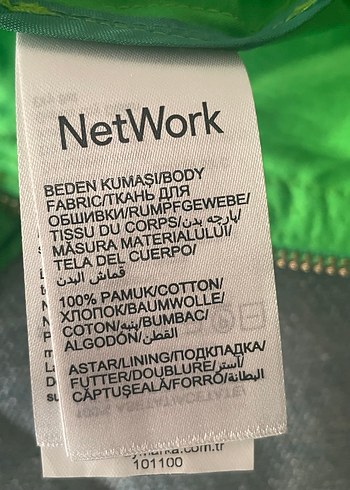 NetWork
BEDEN KUMAŞI/BODY
FABRIC/ТКАНЬ ДЛЯ
ОБШИВКИ/RUMPFGEWEBE/
TISSU DU CORPS/پارچه بدن/
MĂSURA MATERIALULUI/
TELA DEL CUERPO/
قماش البدن
100% PAMUK/COTTON/
ХЛОПОК/BAUMWOLLE/
COTON/پنبه/BUMBAC/
ALGODÓN/القطن
ASTAR/LINING/ПОДКЛАДКА/
FUTTER/DOUBLURE/آستر/
CĂPTUŞEALĂ/FORRO/البطانة
101100